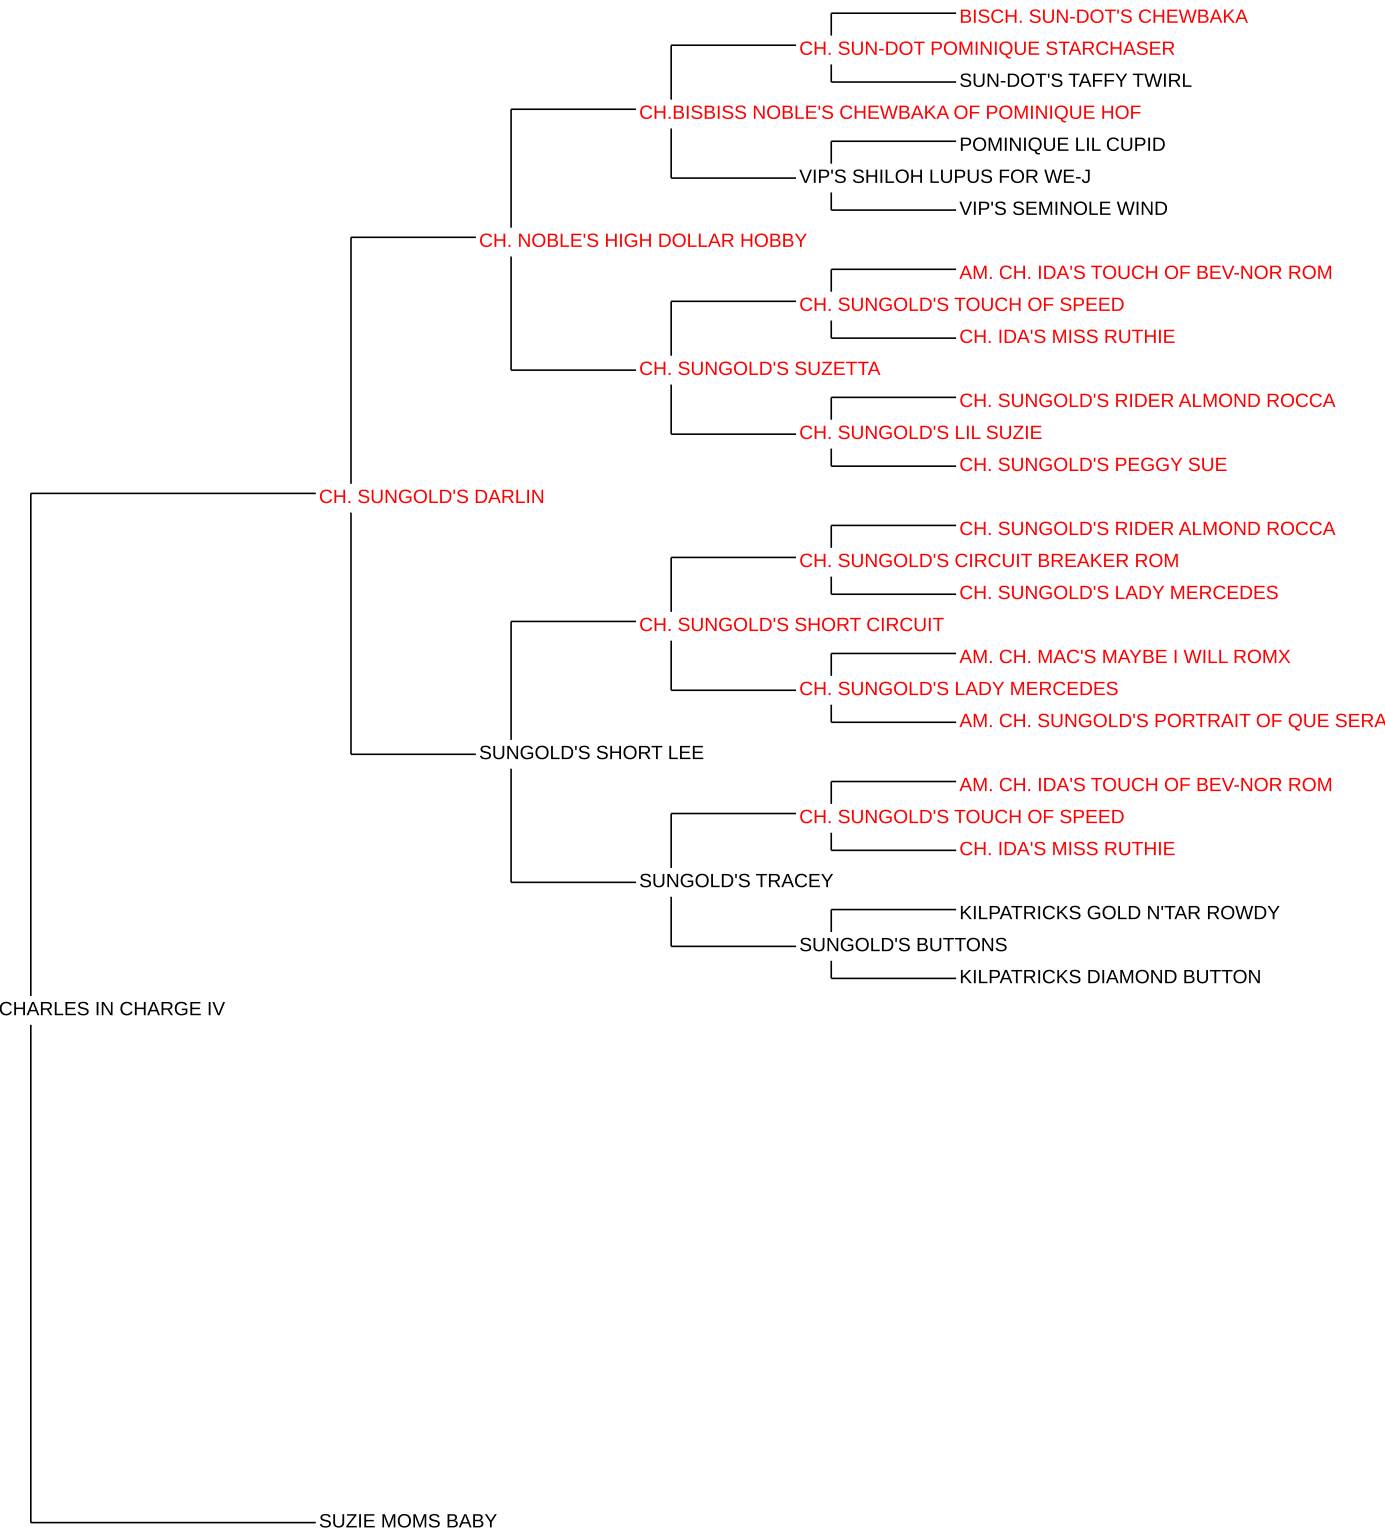 BISCH. SUN-DOT'S CHEWBAKA
CH. SUN-DOT POMINIQUE STARCHASER
SUN-DOT'S TAFFY TWIRL
CH.BISBISS NOBLE'S CHEWBAKA OF POMINIQUE HOF
POMINIQUE LIL CUPID
VIP'S SHILOH LUPUS FOR WE-J
VIP'S SEMINOLE WIND
CH. NOBLE'S HIGH DOLLAR HOBBY
AM. CH. IDA'S TOUCH OF BEV-NOR ROM
CH. SUNGOLD'S TOUCH OF SPEED
CH. IDA'S MISS RUTHIE
CH. SUNGOLD'S SUZETTA
CH. SUNGOLD'S RIDER ALMOND ROCCA
CH. SUNGOLD'S LIL SUZIE
CH. SUNGOLD'S PEGGY SUE
CH. SUNGOLD'S DARLIN
CH. SUNGOLD'S RIDER ALMOND ROCCA
CH. SUNGOLD'S CIRCUIT BREAKER ROM
CH. SUNGOLD'S LADY MERCEDES
CH. SUNGOLD'S SHORT CIRCUIT
AM. CH. MAC'S MAYBE I WILL ROMX
CH. SUNGOLD'S LADY MERCEDES
AM. CH. SUNGOLD'S PORTRAIT OF QUE SERA
SUNGOLD'S SHORT LEE
AM. CH. IDA'S TOUCH OF BEV-NOR ROM
CH. SUNGOLD'S TOUCH OF SPEED
CH. IDA'S MISS RUTHIE
SUNGOLD'S TRACEY
KILPATRICKS GOLD N'TAR ROWDY
SUNGOLD'S BUTTONS
KILPATRICKS DIAMOND BUTTON
CHARLES IN CHARGE IV
SUZIE MOMS BABY